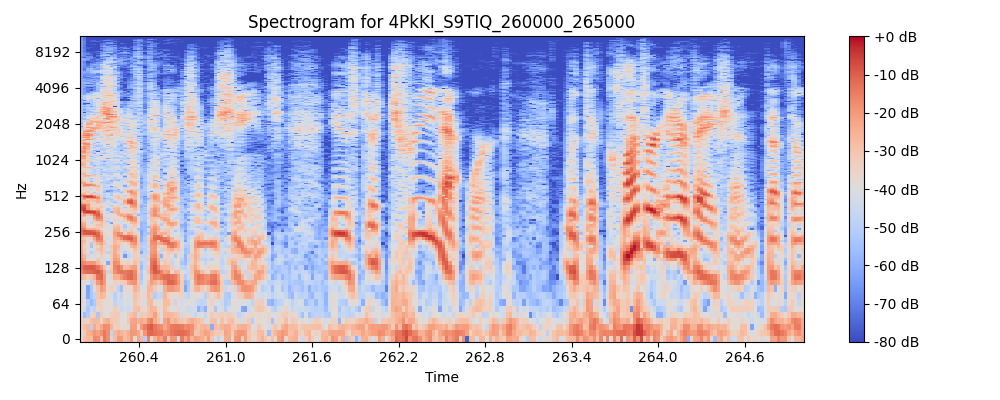 Spectrogram for 4PkKI_S9TIQ_260000_265000
8192
4096
2048
1024
512
256
128
64
0
Hz
260.4 261.0 261.6 262.2 262.8 263.4 264.0 264.6
Time
+0 dB
-10 dB
-20 dB
-30 dB
-40 dB
-50 dB
-60 dB
-70 dB
-80 dB